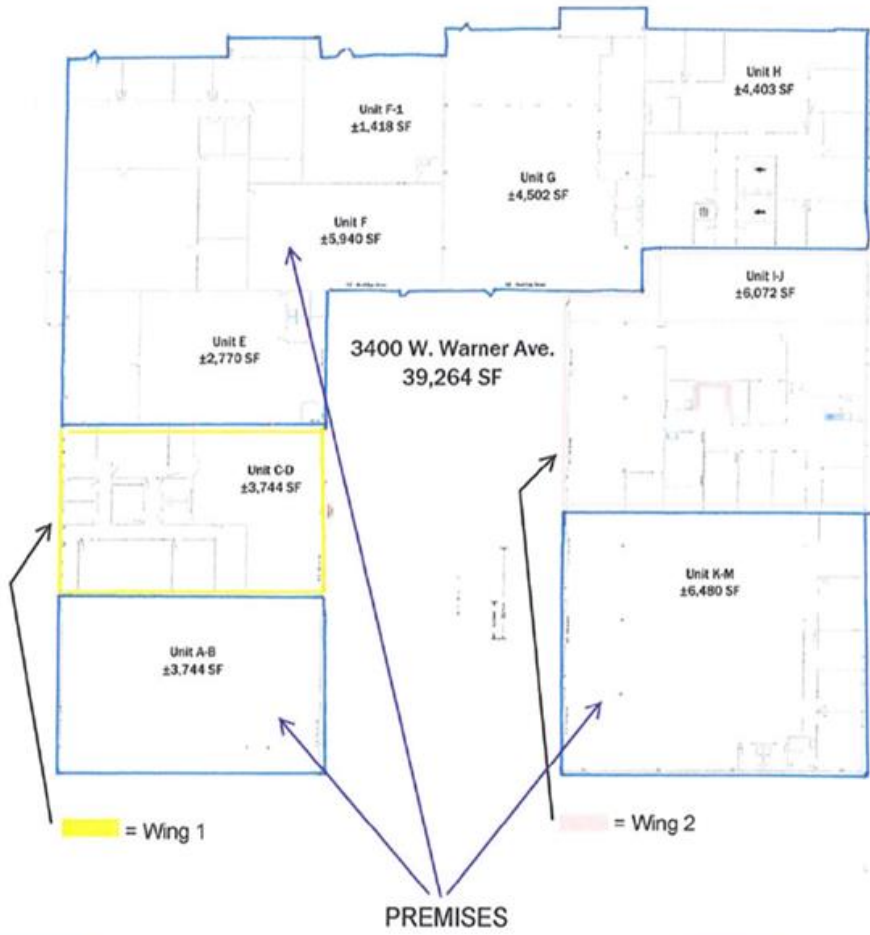 Unit H
±4,403 SF
Unit F-1
±1,418 SF
Unit G
±4,502 SF
Unit F
±5,940 SF
Unit I-J
±6,072 SF
Unit E
±2,770 SF
3400 W. Warner Ave.
39,264 SF
Unit C-D
±3,744 SF
Unit K-M
±6,480 SF
Unit A-B
±3,744 SF
= Wing 1
= Wing 2
PREMISES